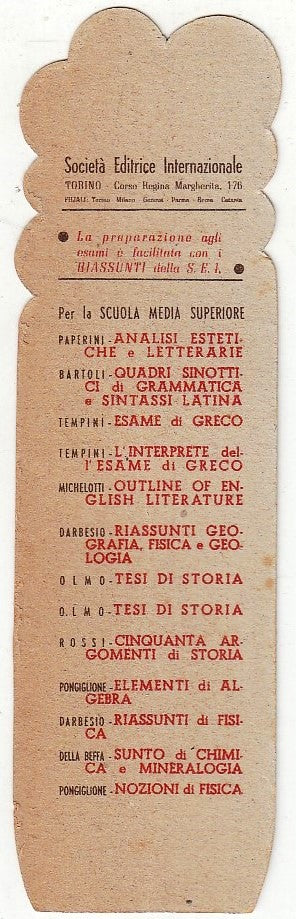 Società Editrice Internazionale
TORINO - Corso Regina Margherita, 176
FILIALI: Torino Milano Genova Parma Roma Catania
La preparazione agli
esami è facilitata con i
RIASSUNTI della S. E. I.
Per la SCUOLA MEDIA SUPERIORE
PAPERINI - ANALISI ESTETI-
CHE e LETTERARIE
BARTOLI - QUADRI SINOTTI-
CI di GRAMMATICA
e SINTASSI LATINA
TEMPINI - ESAME di GRECO
TEMPINI - L'INTERPRETE del-
l'ESAME di GRECO
MICHELOTTI - OUTLINE OF EN-
GLISH LITERATURE
DARBESIO - RIASSUNTI GEO-
GRAFIA, FISICA e GEO-
LOGIA
OLMO - TESI DI STORIA
O.LMO - TESI DI STORIA
ROSSI - CINQUANTA AR-
GOMENTI di STORIA
PONGIGLIONE - ELEMENTI di AL-
GEBRA
DARBESIO - RIASSUNTI di FISI-
CA
DELLA BEFFA - SUNTO di CHIMI-
CA e MINERALOGIA
PONGIGLIONE - NOZIONI di FISICA